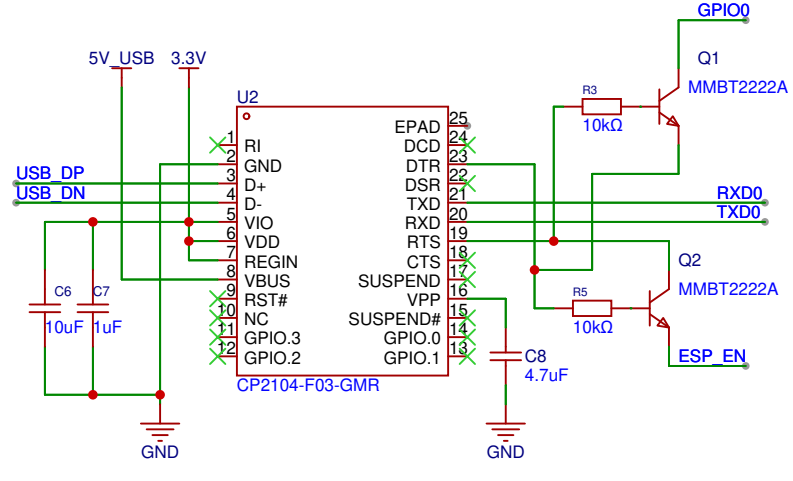 GPIO0
5V_USB
3.3V
Q1
MMBT2222A
U2
R3
10kΩ
1
RI
2
GND
3
D+
4
D-
5
VIO
6
VDD
7
REGIN
8
VBUS
9
RST#
10
NC
11
GPIO.3
12
GPIO.2
EPAD
25
DCD
24
DTR
23
DSR
22
TXD
21
RXD
20
RTS
19
CTS
18
SUSPEND
17
VPP
16
SUSPEND#
15
GPIO.0
14
GPIO.1
13
USB_DP
USB_DN
RXD0
TXD0
Q2
MMBT2222A
R5
10kΩ
C6
10uF
C7
1uF
C8
4.7uF
ESP_EN
CP2104-F03-GMR
GND
GND